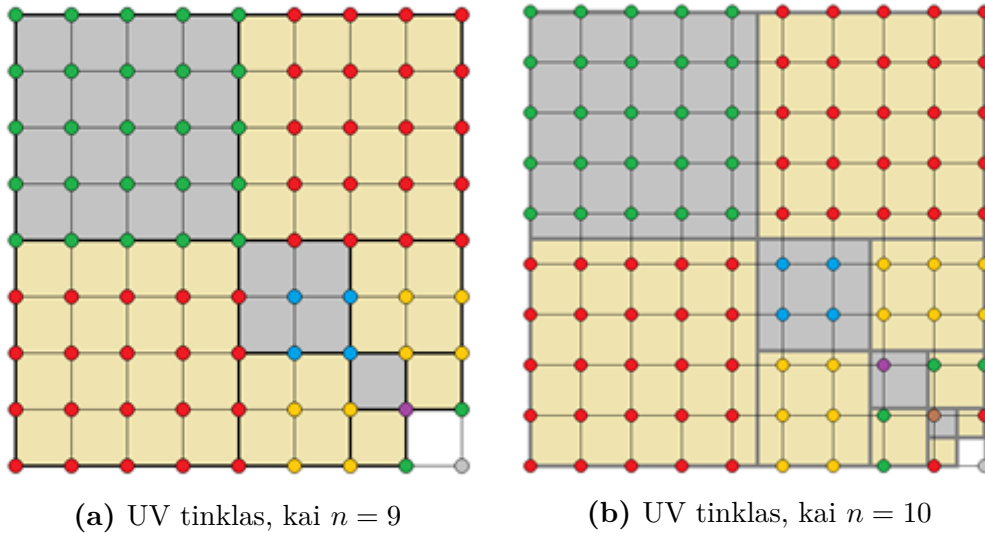 (a) UV tinklas, kai n = 9
(b) UV tinklas, kai n = 10